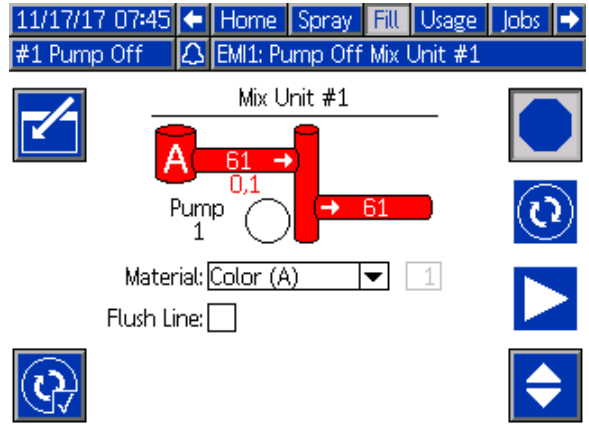 11/17/17 07:45 Home Spray Fill Usage Jobs
#1 Pump Off EMI1: Pump Off Mix Unit #1
Mix Unit #1
A 61
0,1
61
Pump
1
Material: Color (A) 1
Flush Line: